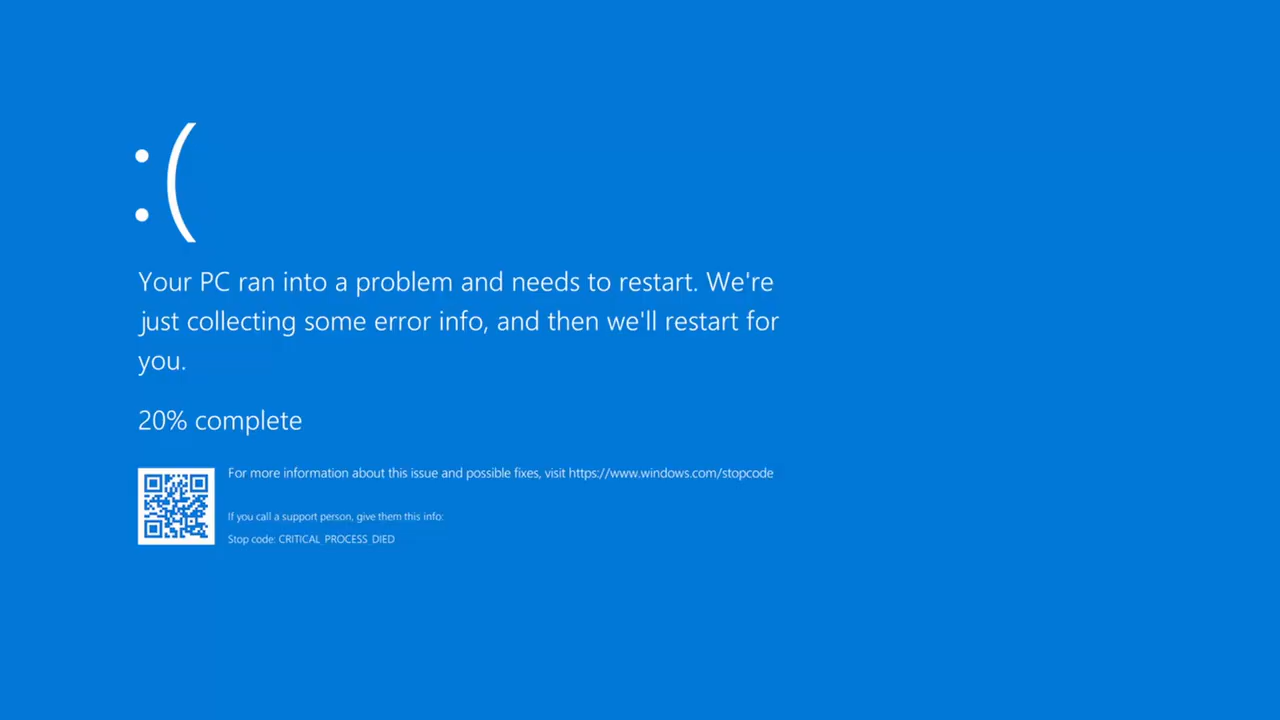 :(
Your PC ran into a problem and needs to restart. We're
just collecting some error info, and then we'll restart for
you.
20% complete
For more information about this issue and possible fixes, visit https://www.windows.com/stopcode
If you call a support person, give them this info:
Stop code: CRITICAL_PROCESS_DIED